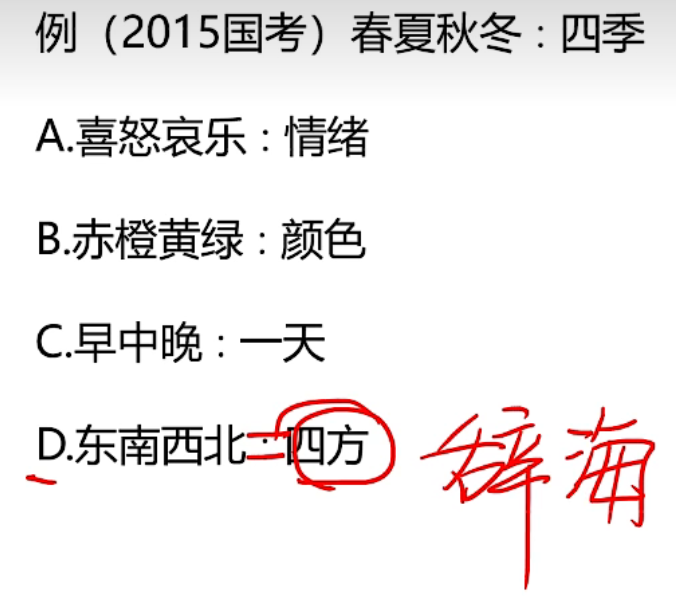 例（2015国考）春夏秋冬：四季
A.喜怒哀乐：情绪
B.赤橙黄绿：颜色
C.早中晚：一天
D.东南西北：四方
辞海